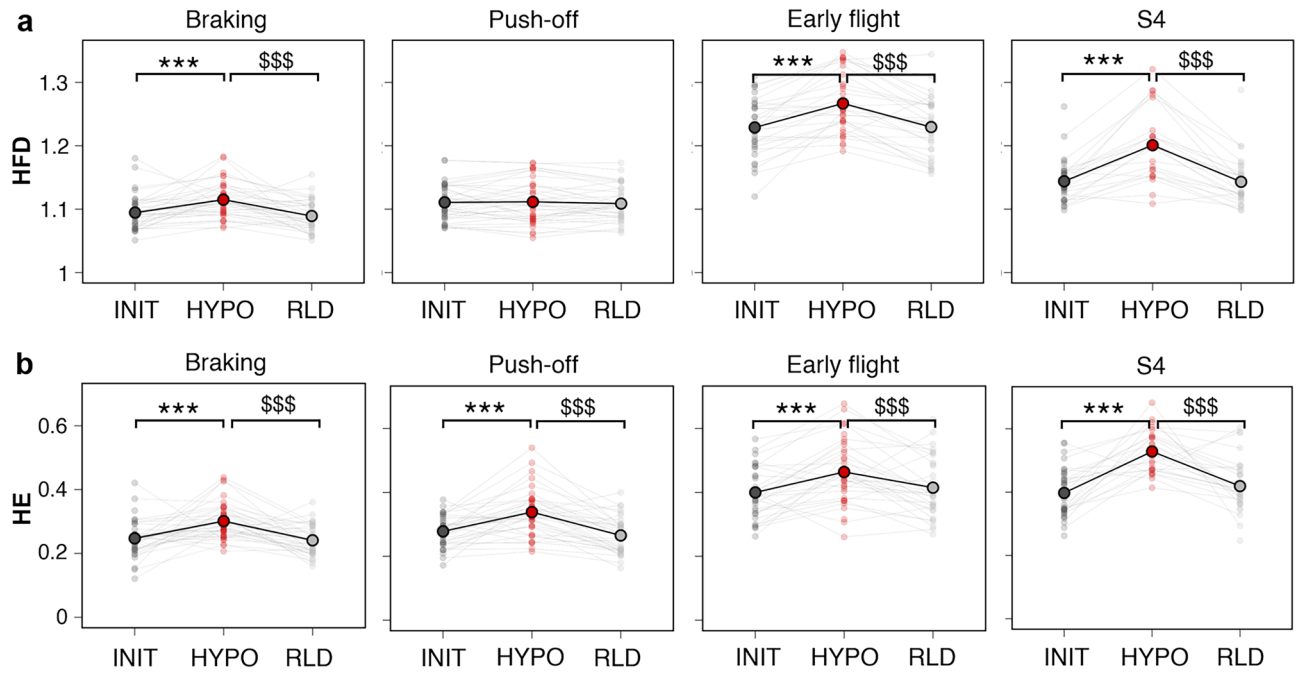 a
Braking Push-off Early flight S4
*** $$$ *** $$$ *** $$$
HFD
1.3
1.2
1.1
1
INIT HYPO RLD INIT HYPO RLD INIT HYPO RLD INIT HYPO RLD
b
Braking Push-off Early flight S4
*** $$$ *** $$$ *** $$$ *** $$$
HE
0.6
0.4
0.2
0
INIT HYPO RLD INIT HYPO RLD INIT HYPO RLD INIT HYPO RLD